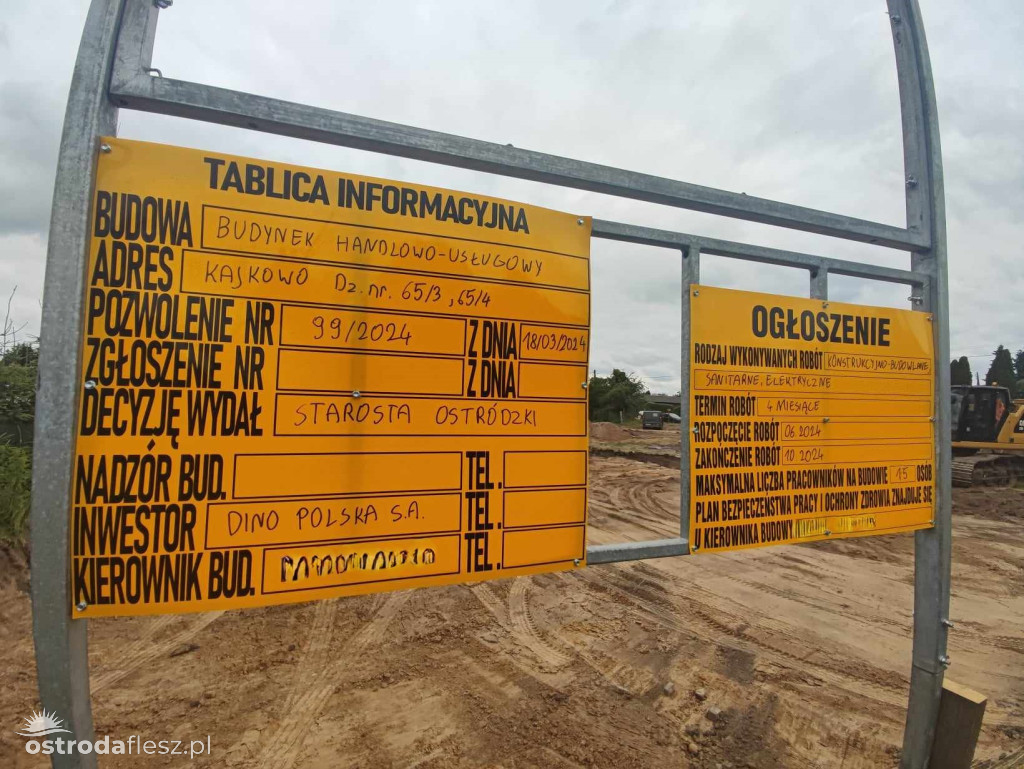 TABLICA INFORMACYJNA
BUDOWA BUDYNEK HANDLOWO-USŁUGOWY
ADRES KAJKOWO Dz. nr. 65/3, 65/4
POZWOLENIE NR 99/2024 Z DNIA 18/03/2024
ZGŁOSZENIE NR Z DNIA
DECYZJĘ WYDAŁ STAROSTA OSTRÓDZKI
NADZÓR BUD. TEL.
INWESTOR DINO POLSKA S.A. TEL.
KIEROWNIK BUD. TEL.
OGŁOSZENIE
RODZAJ WYKONYWANYCH ROBÓT KONSTRUKCYJNO-BUDOWLANE
SANITARNE, ELEKTRYCZNE
TERMIN ROBÓT 4 MIESIĄCE
ROZPOCZĘCIE ROBÓT 06 2024
ZAKOŃCZENIE ROBÓT 10 2024
MAKSYMALNA LICZBA PRACOWNIKÓW NA BUDOWIE 15 OSÓB
PLAN BEZPIECZEŃSTWA PRACY I OCHRONY ZDROWIA ZNAJDUJE SIĘ
U KIEROWNIKA BUDOWY
ostrodaflesz.pl